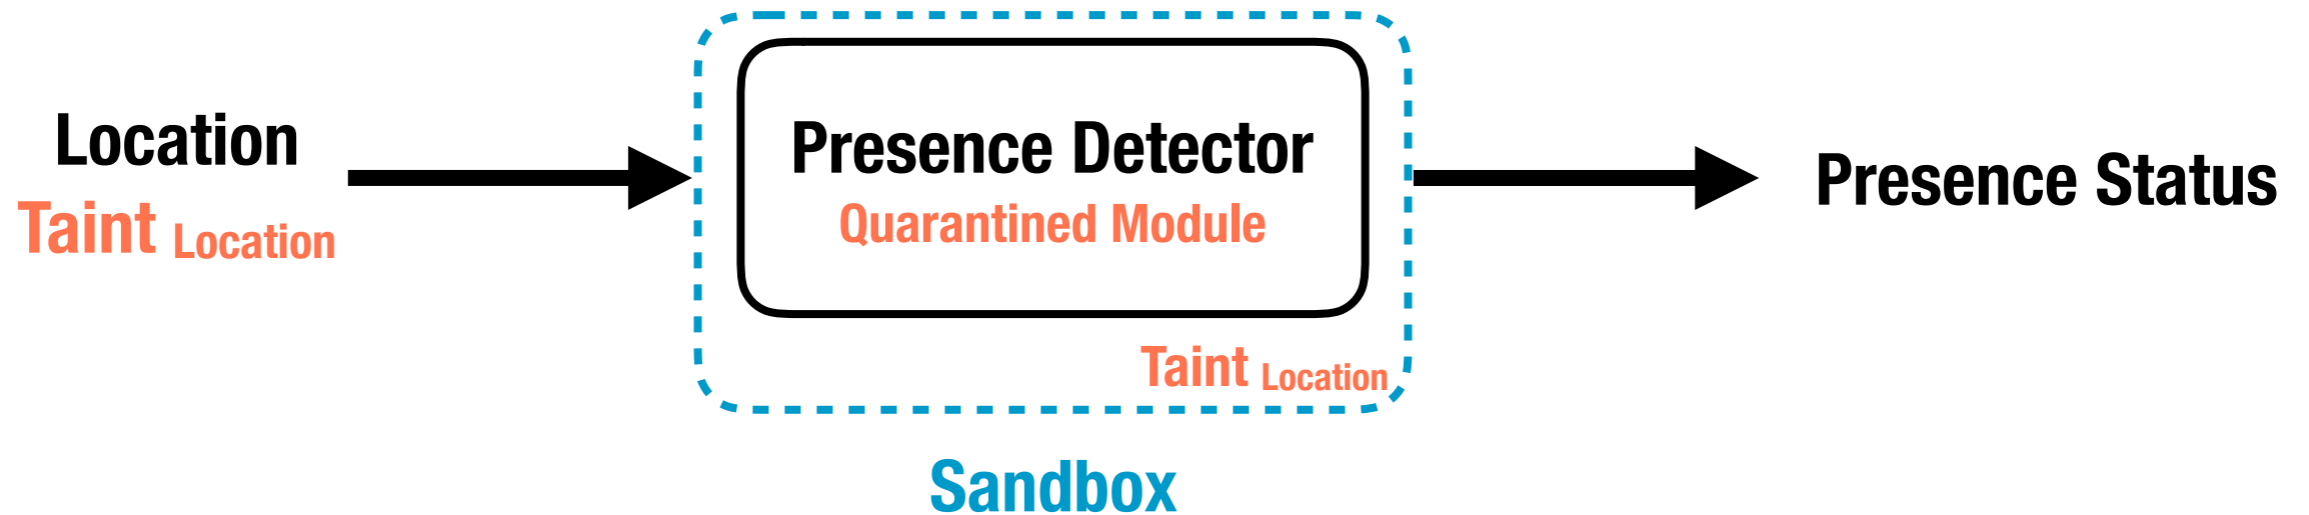 Location
Taint Location
Presence Detector
Quarantined Module
Taint Location
Sandbox
Presence Status